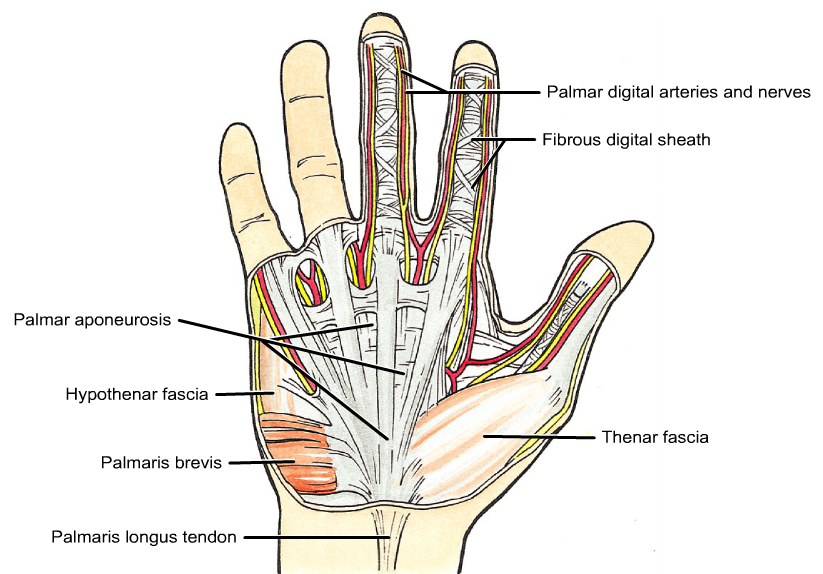 Palmar digital arteries and nerves
Fibrous digital sheath
Palmar aponeurosis
Hypothenar fascia
Thenar fascia
Palmaris brevis
Palmaris longus tendon